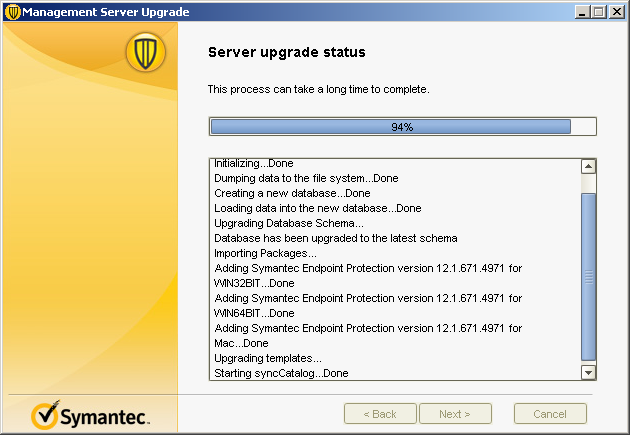 Management Server Upgrade
Server upgrade status
This process can take a long time to complete.
94%
Initializing...Done
Dumping data to the file system...Done
Creating a new database...Done
Loading data into the new database...Done
Upgrading Database Schema...
Database has been upgraded to the latest schema
Importing Packages...
Adding Symantec Endpoint Protection version 12.1.671.4971 for
WIN32BIT...Done
Adding Symantec Endpoint Protection version 12.1.671.4971 for
WIN64BIT...Done
Adding Symantec Endpoint Protection version 12.1.671.4971 for
Mac...Done
Upgrading templates...
Starting syncCatalog...Done
Symantec.
< Back
Next >
Cancel